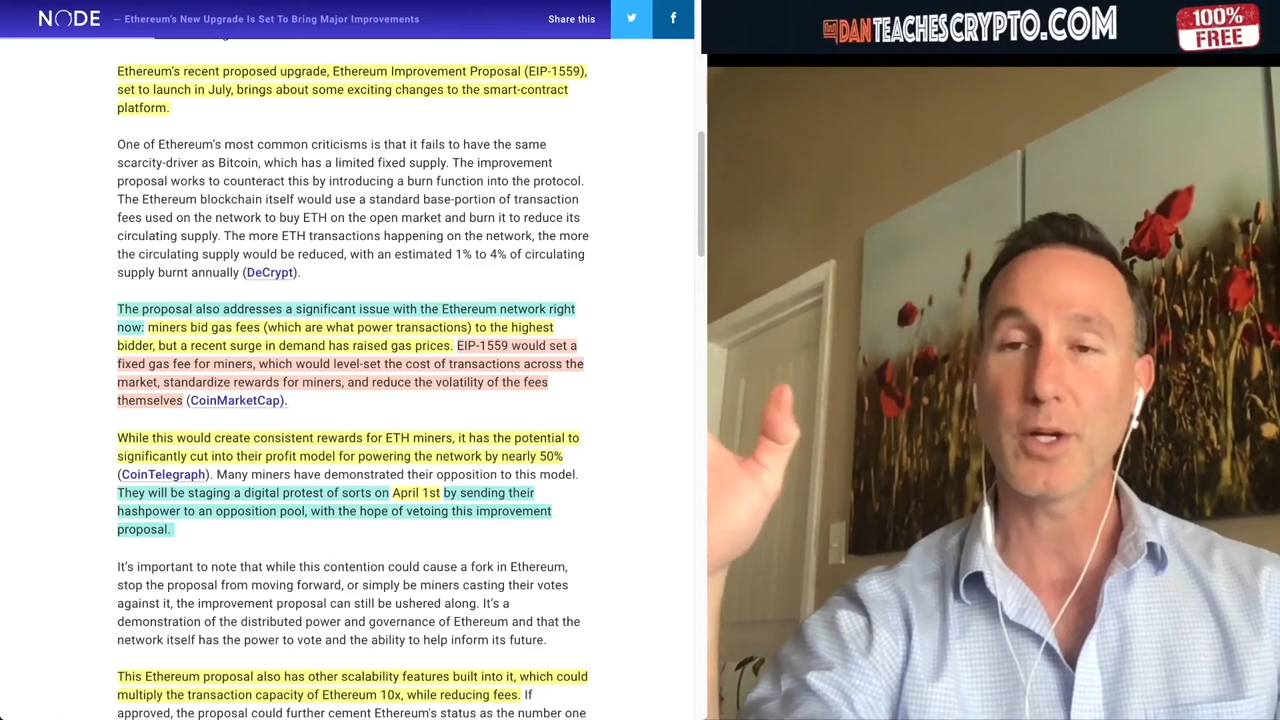 NODE — Ethereum's New Upgrade Is Set To Bring Major Improvements
Share this
DANTEACHESCRYPTO.COM
100%
FREE
Ethereum's recent proposed upgrade, Ethereum Improvement Proposal (EIP-1559),
set to launch in July, brings about some exciting changes to the smart-contract
platform.
One of Ethereum's most common criticisms is that it fails to have the same
scarcity-driver as Bitcoin, which has a limited fixed supply. The improvement
proposal works to counteract this by introducing a burn function into the protocol.
The Ethereum blockchain itself would use a standard base-portion of transaction
fees used on the network to buy ETH on the open market and burn it to reduce its
circulating supply. The more ETH transactions happening on the network, the more
the circulating supply would be reduced, with an estimated 1% to 4% of circulating
supply burnt annually (DeCrypt).
The proposal also addresses a significant issue with the Ethereum network right
now: miners bid gas fees (which are what power transactions) to the highest
bidder, but a recent surge in demand has raised gas prices. EIP-1559 would set a
fixed gas fee for miners, which would level-set the cost of transactions across the
market, standardize rewards for miners, and reduce the volatility of the fees
themselves (CoinMarketCap).
While this would create consistent rewards for ETH miners, it has the potential to
significantly cut into their profit model for powering the network by nearly 50%
(CoinTelegraph). Many miners have demonstrated their opposition to this model.
They will be staging a digital protest of sorts on April 1st by sending their
hashpower to an opposition pool, with the hope of vetoing this improvement
proposal.
It's important to note that while this contention could cause a fork in Ethereum,
stop the proposal from moving forward, or simply be miners casting their votes
against it, the improvement proposal can still be ushered along. It's a
demonstration of the distributed power and governance of Ethereum and that the
network itself has the power to vote and the ability to help inform its future.
This Ethereum proposal also has other scalability features built into it, which could
multiply the transaction capacity of Ethereum 10x, while reducing fees. If
approved, the proposal could further cement Ethereum's status as the number one